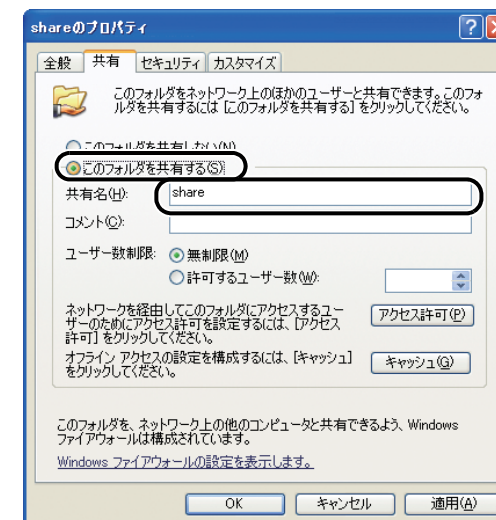 shareのプロパティ
全般 共有 セキュリティ カスタマイズ
このフォルダをネットワーク上のほかのユーザーと共有できます。このフォ
ルダを共有するには [このフォルダを共有する] をクリックしてください。
このフォルダを共有しない(N)
このフォルダを共有する(S)
共有名(H): share
コメント(C):
ユーザー数制限: 無制限(M)
許可するユーザー数(W):
ネットワークを経由してこのフォルダにアクセスするユー
ザーのためにアクセス許可を設定するには、[アクセス
許可] をクリックしてください。
アクセス許可(P)
オフライン アクセスの設定を構成するには、[キャッシュ]
をクリックしてください。
キャッシュ(G)
このフォルダを、ネットワーク上の他のコンピュータと共有できるよう、Windows
ファイアウォールは構成されています。
Windows ファイアウォールの設定を表示します。
OK キャンセル 適用(A)